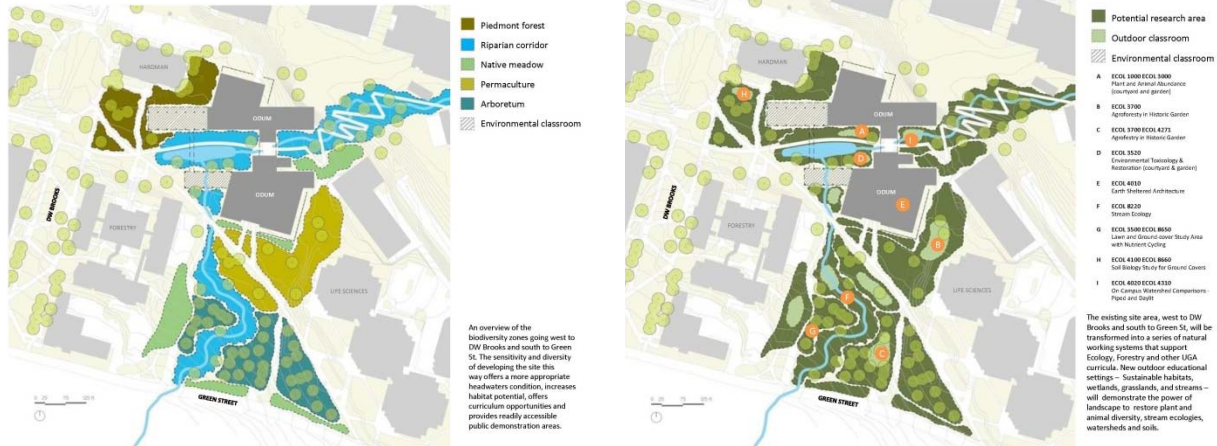 HARDMAN
ODUM
ODUM
DW BROOKS
FORESTRY
LIFE SCIENCES
GREEN STREET
Piedmont forest
Riparian corridor
Native meadow
Permaculture
Arboretum
Environmental classroom
An overview of the
biodiversity zones going west to
DW Brooks and south to Green
St. The sensitivity and diversity
of developing the site this
way offers a more appropriate
headwaters condition, increases
habitat potential, offers
curriculum opportunities and
provides readily accessible
public demonstration areas.
HARDMAN
H
ODUM
A
I
D
ODUM
E
DW BROOKS
FORESTRY
B
LIFE SCIENCES
F
G
C
GREEN STREET
Potential research area
Outdoor classroom
Environmental classroom
A ECOL 1000 ECOL 3000
Plant and Animal Abundance
(courtyard and garden)
B ECOL 3700
Agroforesty in Historic Garden
C ECOL 3700 ECOL 4271
Agrofestry in Historic Garden
D ECOL 3520
Environmental Toxicology &
Restoration (courtyard & garden)
E ECOL 4010
Earth Sheltered Architecture
F ECOL 8220
Stream Ecology
G ECOL 3500 ECOL 8650
Lawn and Ground cover Study Area
with Nutrient Cycling
H ECOL 4100 ECOL 8660
Soil Biology Study for Ground Covers
I ECOL 4020 ECOL 4310
On Campus Watershed Comparisons -
Piped and Daylit
The existing site area, west to DW
Brooks and south to Green St, will be
transformed into a series of natural
working systems that support
Ecology, Forestry and other UGA
curricula. New outdoor educational
settings – Sustainable habitats,
wetlands, grasslands, and streams –
will demonstrate the power of
landscape to restore plant and
animal diversity, stream ecologies,
watersheds and soils.